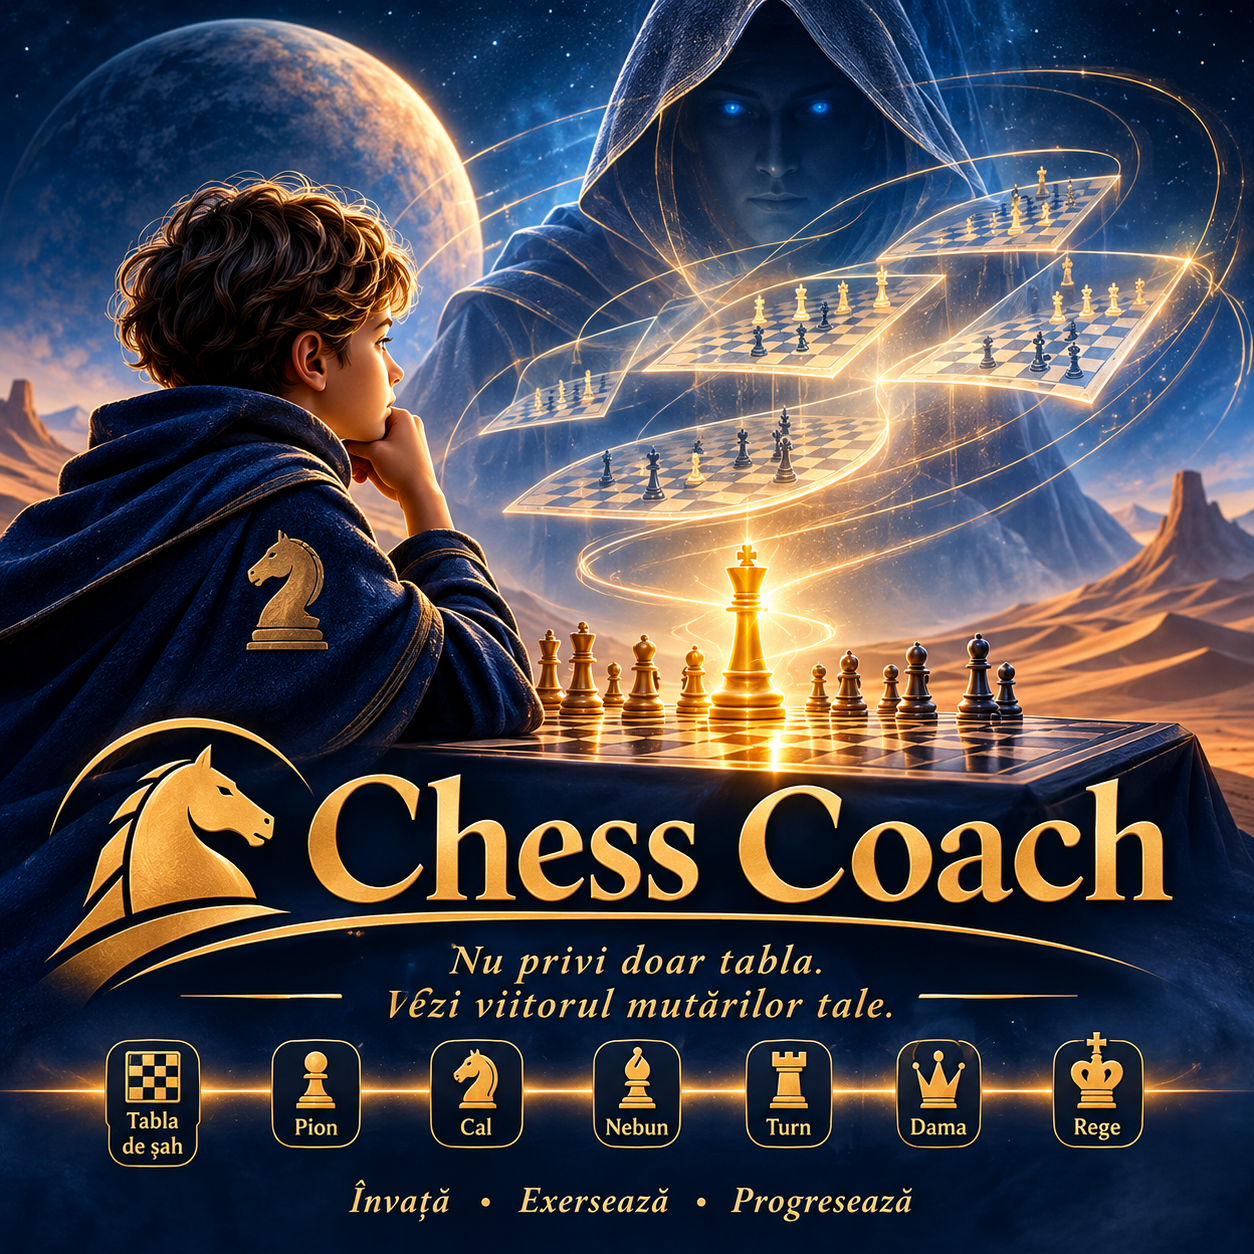 Chess Coach
Nu privi doar tabla.
Vezi viitorul mutărilor tale.
Tabla
de şah
Pion
Cal
Nebun
Turn
Dama
Rege
Învață • Exersează • Progresează